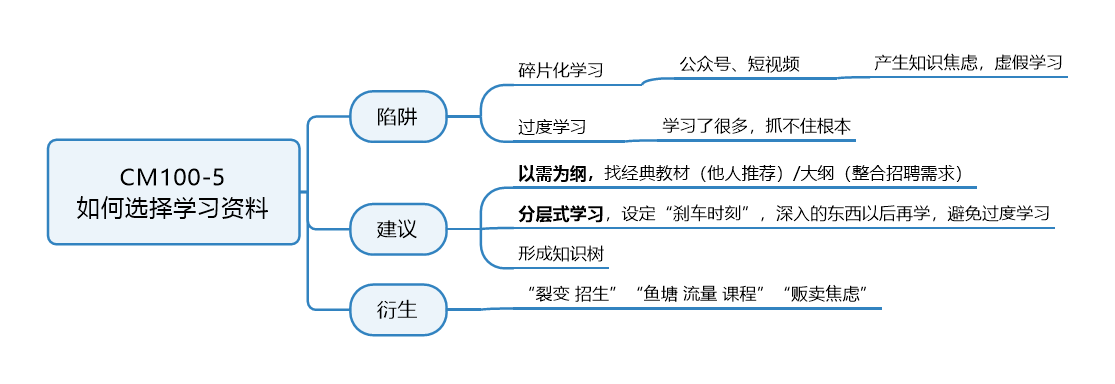 CM100-5
如何选择学习资料
陷阱
碎片化学习
公众号、短视频
产生知识焦虑，虚假学习
过度学习
学习了很多，抓不住根本
建议
以需为纲，找经典教材（他人推荐）/大纲（整合招聘需求）
分层式学习，设定“刹车时刻”，深入的东西以后再学，避免过度学习
形成知识树
衍生
“裂变 招生”“鱼塘 流量 课程”“贩卖焦虑”